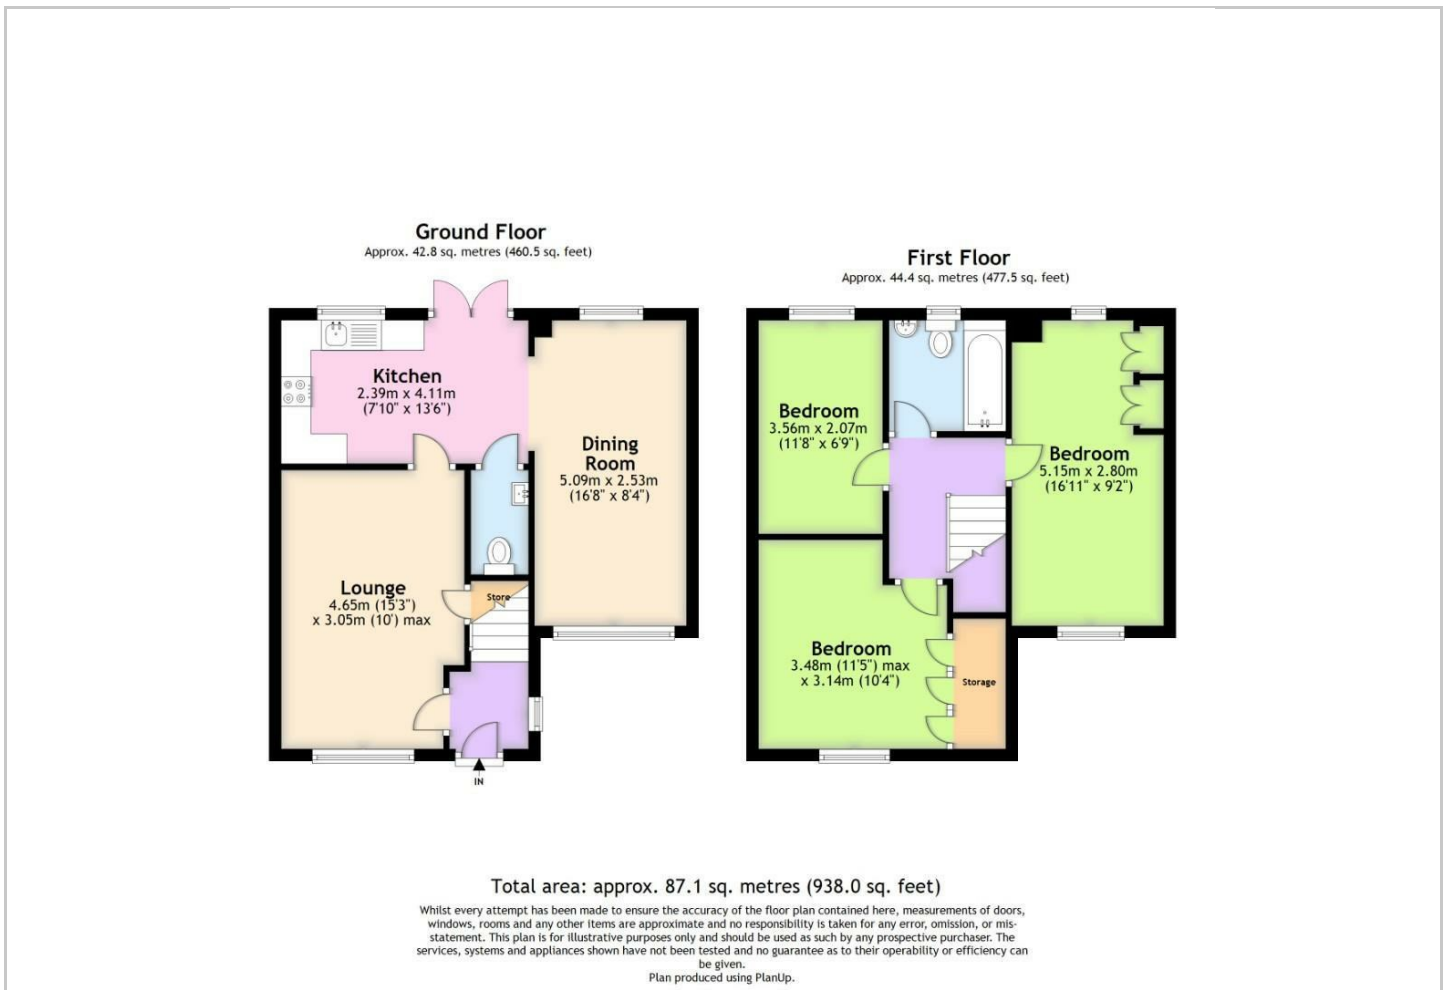 Ground Floor
Approx. 42.8 sq. metres (460.5 sq. feet)
Kitchen
2.39m x 4.11m
(7'10" x 13'6")
Dining
Room
5.09m x 2.53m
(16'8" x 8'4")
Lounge
4.65m (15'3")
x 3.05m (10') max
Store
IN
First Floor
Approx. 44.4 sq. metres (477.5 sq. feet)
Bedroom
3.56m x 2.07m
(11'8" x 6'9")
Bedroom
5.15m x 2.80m
(16'11" x 9'2")
Bedroom
3.48m (11'5") max
x 3.14m (10'4")
Storage
Total area: approx. 87.1 sq. metres (938.0 sq. feet)
Whilst every attempt has been made to ensure the accuracy of the floor plan contained here, measurements of doors,
windows, rooms and any other items are approximate and no responsibility is taken for any error, omission, or mis-
statement. This plan is for illustrative purposes only and should be used as such by any prospective purchaser. The
services, systems and appliances shown have not been tested and no guarantee as to their operability or efficiency can
be given.
Plan produced using PlanUp.